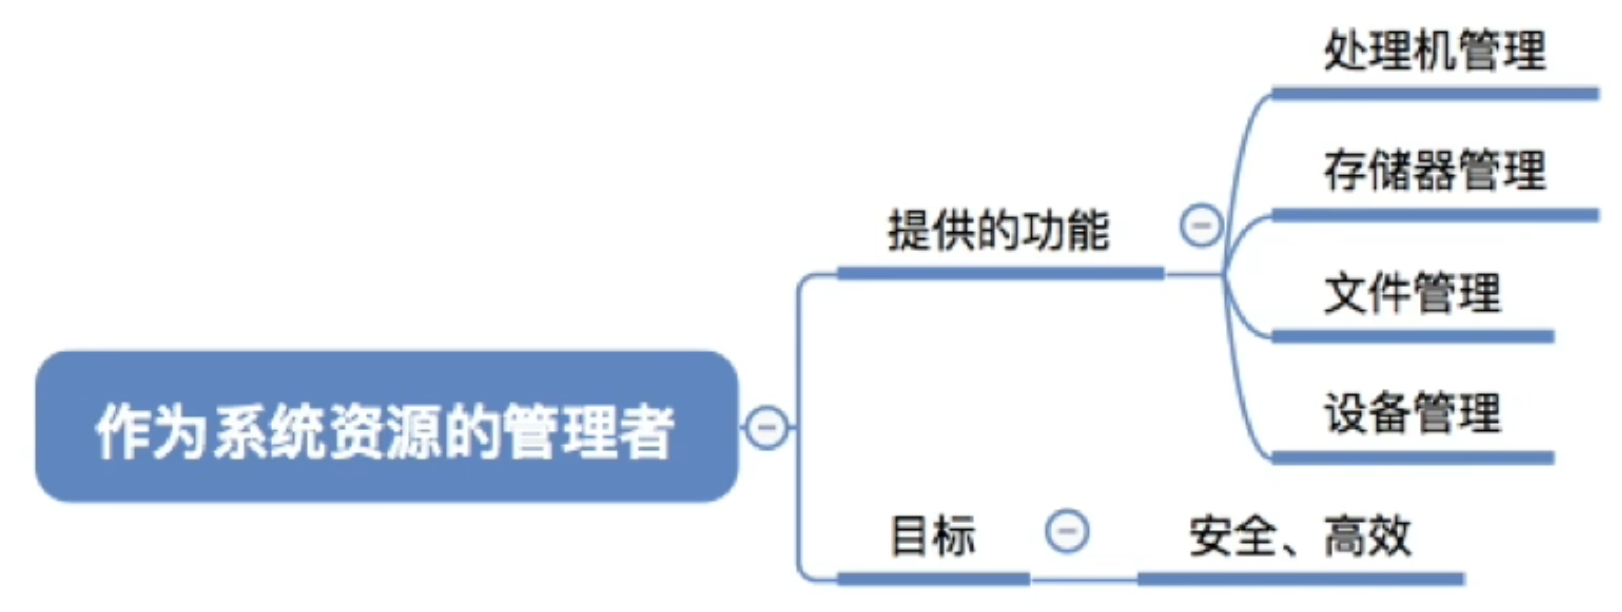 作为系统资源的管理者
提供的功能
处理机管理
存储器管理
文件管理
设备管理
目标
安全、高效